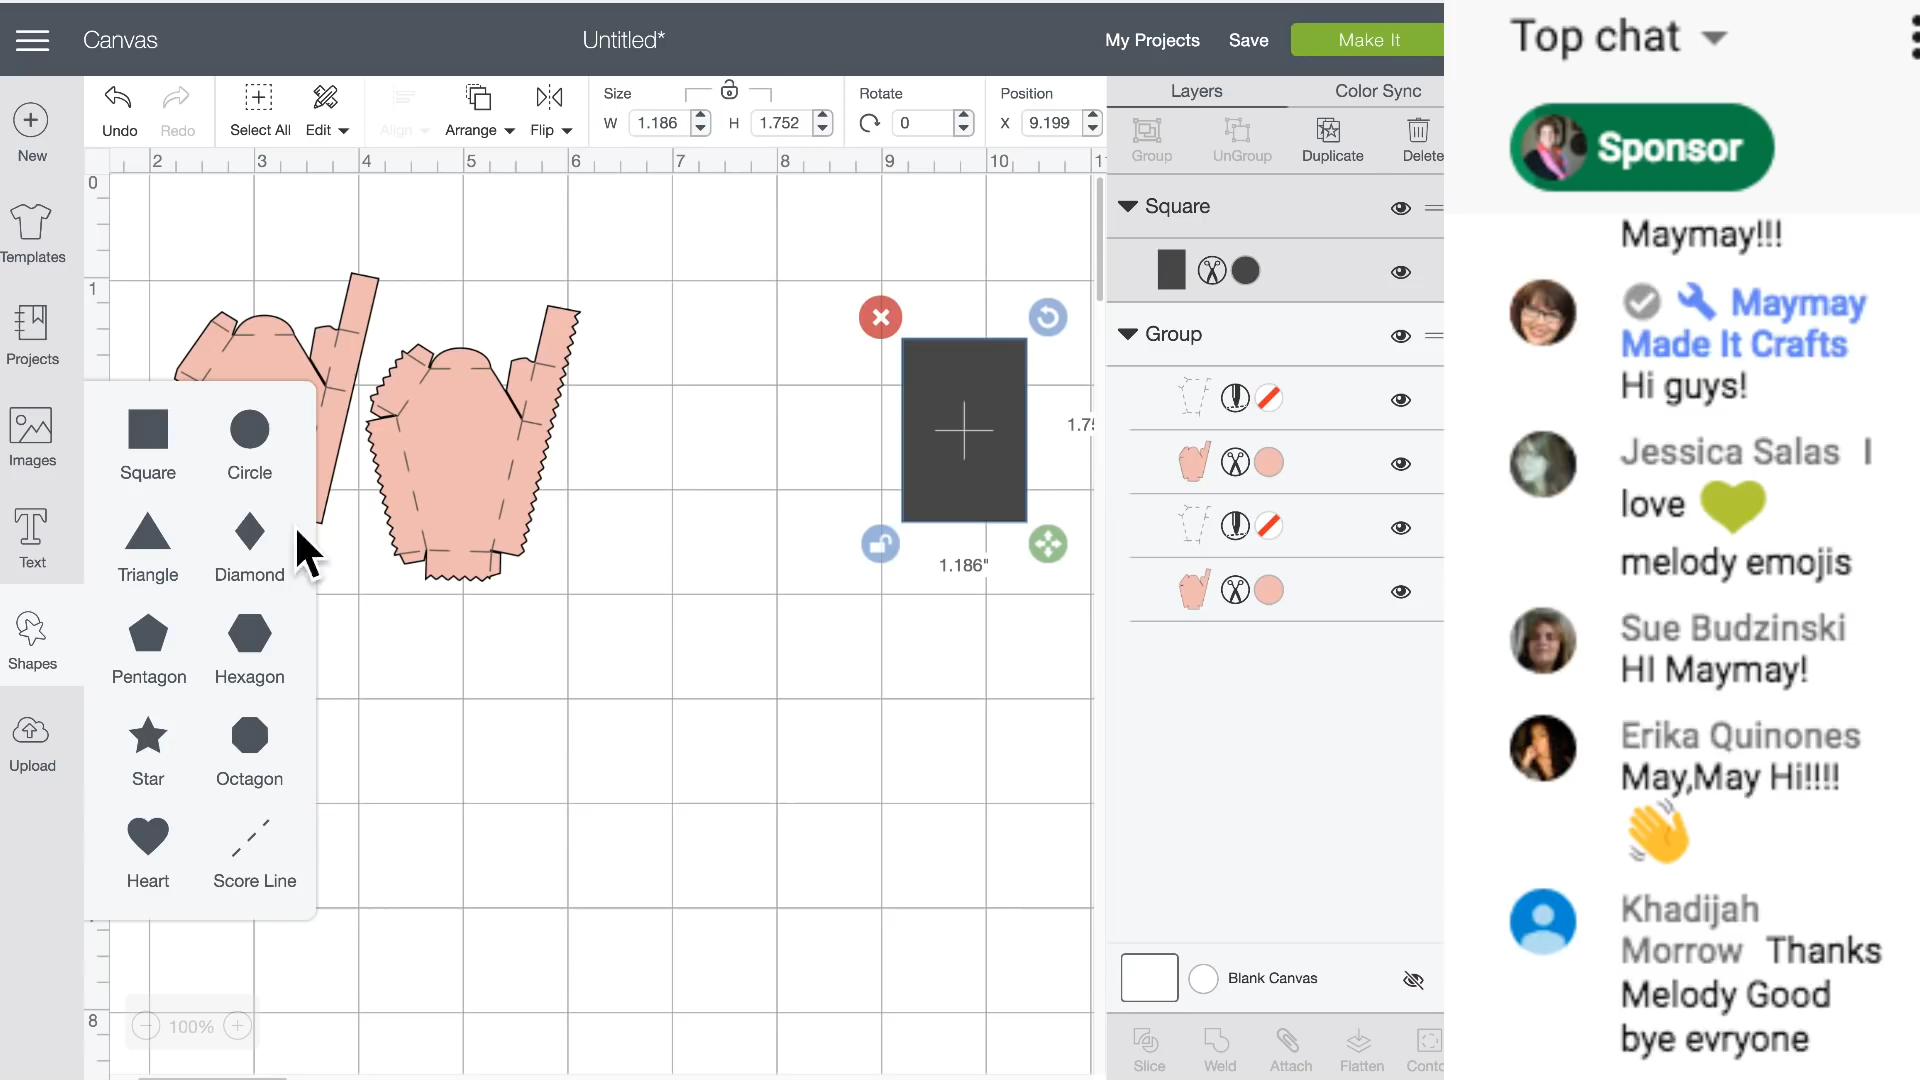 Canvas
Untitled*
My Projects
Save
Make It
Undo
Redo
Select All
Edit
Align
Arrange
Flip
Size
W 1.186
H 1.752
Rotate
0
Position
X 9.199
Layers
Color Sync
Group
UnGroup
Duplicate
Delete
New
Templates
Projects
Images
Text
Shapes
Upload
2 3 4 5 6 7 8 9 10
0
1
8
Square
Circle
Triangle
Diamond
Pentagon
Hexagon
Star
Octagon
Heart
Score Line
100%
1.186"
Square
Group
Blank Canvas
Slice
Weld
Attach
Flatten
Top chat
Sponsor
Maymay!!!
Maymay
Made It Crafts
Hi guys!
Jessica Salas I
love
melody emojis
Sue Budzinski
HI Maymay!
Erika Quinones
May,May Hi!!!!
Khadijah
Morrow Thanks
Melody Good
bye evryone